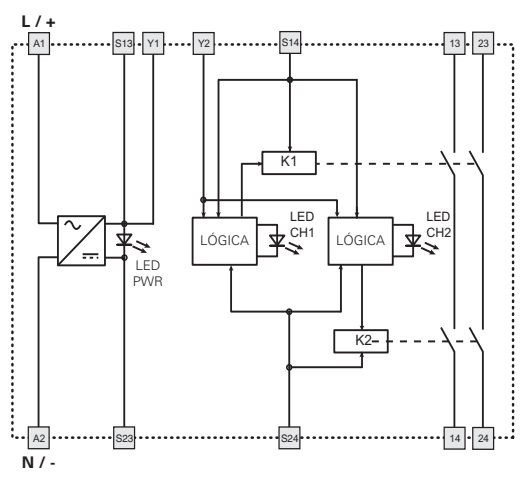 L / +
A1
S13
Y1
Y2
S14
13
23
K1
LÓGICA
LED
CH1
LÓGICA
LED
CH2
LED
PWR
K2
A2
S23
S24
14
24
N / -